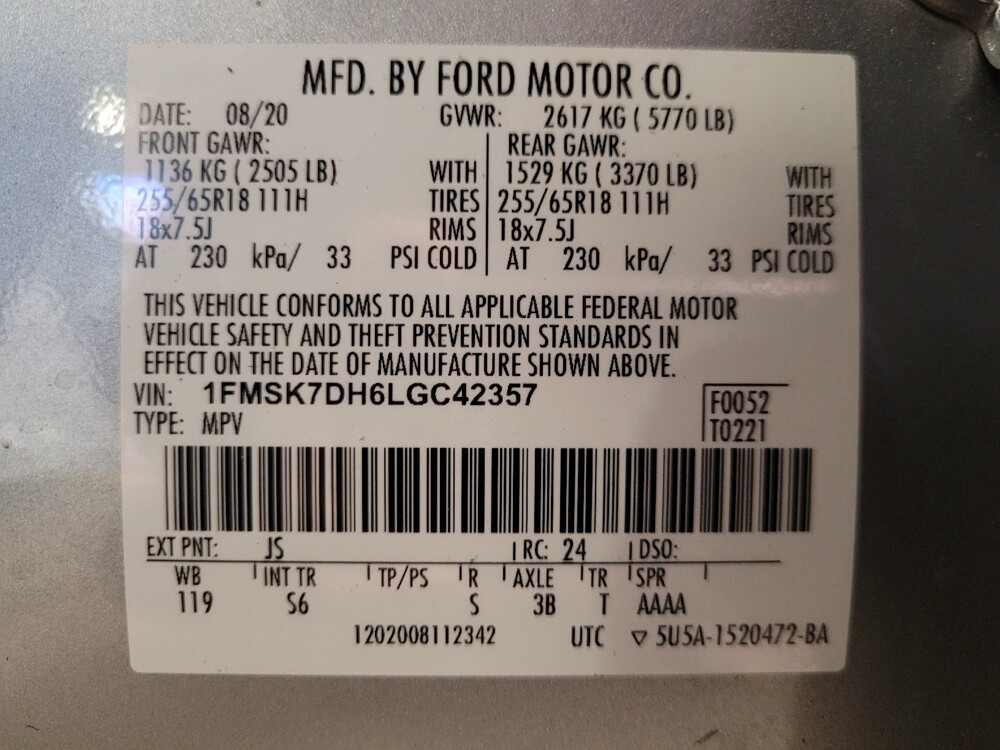 MFD. BY FORD MOTOR CO.
DATE: 08/20 GVWR: 2617 KG ( 5770 LB)
FRONT GAWR: REAR GAWR:
1136 KG ( 2505 LB) WITH 1529 KG ( 3370 LB) WITH
255/65R18 111H TIRES 255/65R18 111H TIRES
18x7.5J RIMS 18x7.5J RIMS
AT 230 kPa/ 33 PSI COLD AT 230 kPa/ 33 PSI COLD
THIS VEHICLE CONFORMS TO ALL APPLICABLE FEDERAL MOTOR
VEHICLE SAFETY AND THEFT PREVENTION STANDARDS IN
EFFECT ON THE DATE OF MANUFACTURE SHOWN ABOVE.
VIN: 1FMSK7DH6LGC42357 F0052
TYPE: MPV T0221
EXT PNT: JS RC: 24 DSO:
WB INT TR TP/PS R AXLE TR SPR
119 S6 S 3B T AAAA
1202008112342 UTC ▽ 5U5A-1520472-BA